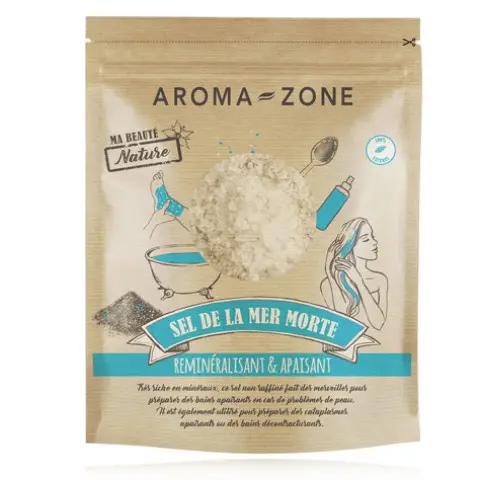 AROMA-ZONE
MA BEAUTÉ
Nature
100%
SEL DE LA MER MORTE
REMINÉRALISANT & APAISANT
Très riche en minéraux, ce sel non raffiné fait des merveilles pour
préparer des bains apaisants en cas de problèmes de peau.
Il est également utilisé pour préparer des cataplasmes
apaisants ou des bains décontracturants.